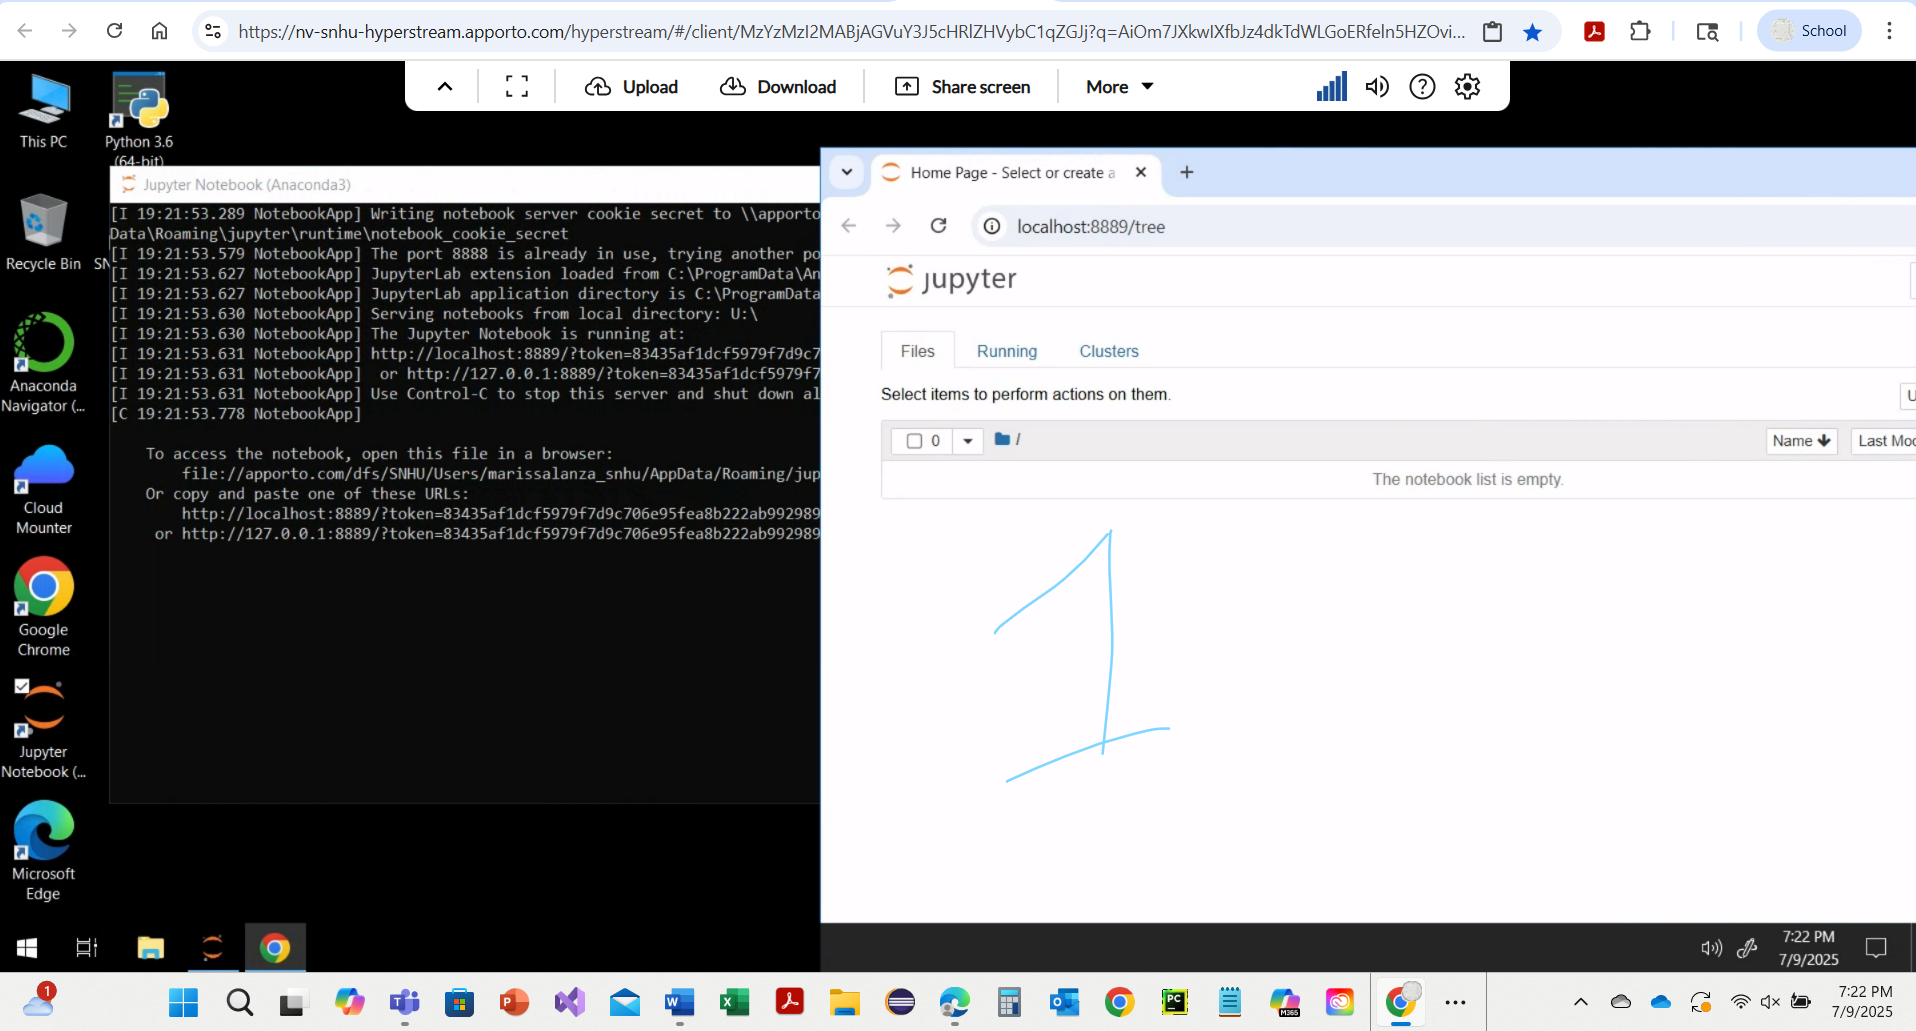 https://nv-snhu-hyperstream.apporto.com/hyperstream/#/client/MzYzMzI2MABjAGVuY3J5cHRlZHVybC1qZGJj?q=AiOm7JXkwIXfbJz4dkTdWLGoERfeln5HZOvi...
School
Upload
Download
Share screen
More
This PC
Python 3.6
(64-bit)
Recycle Bin
SN
Anaconda
Navigator (...
Cloud
Mounter
Google
Chrome
Jupyter
Notebook (...
Microsoft
Edge
Jupyter Notebook (Anaconda3)
[I 19:21:53.289 NotebookApp] Writing notebook server cookie secret to \\apporto
Data\Roaming\jupyter\runtime\notebook_cookie_secret
[I 19:21:53.579 NotebookApp] The port 8888 is already in use, trying another po
[I 19:21:53.627 NotebookApp] JupyterLab extension loaded from C:\ProgramData\An
[I 19:21:53.627 NotebookApp] JupyterLab application directory is C:\ProgramData
[I 19:21:53.630 NotebookApp] Serving notebooks from local directory: U:\
[I 19:21:53.630 NotebookApp] The Jupyter Notebook is running at:
[I 19:21:53.631 NotebookApp] http://localhost:8889/?token=83435af1dcf5979f7d9c7
[I 19:21:53.631 NotebookApp]  or http://127.0.0.1:8889/?token=83435af1dcf5979f7
[I 19:21:53.631 NotebookApp] Use Control-C to stop this server and shut down al
[C 19:21:53.778 NotebookApp]
To access the notebook, open this file in a browser:
file://apporto.com/dfs/SNHU/Users/marissalanza_snhu/AppData/Roaming/jup
Or copy and paste one of these URLs:
http://localhost:8889/?token=83435af1dcf5979f7d9c706e95fea8b222ab992989
or http://127.0.0.1:8889/?token=83435af1dcf5979f7d9c706e95fea8b222ab992989
Home Page - Select or create a
localhost:8889/tree
jupyter
Files
Running
Clusters
Select items to perform actions on them.
U
0
/
Name
Last Mod
The notebook list is empty.
1
7:22 PM
7/9/2025
1
7:22 PM
7/9/2025